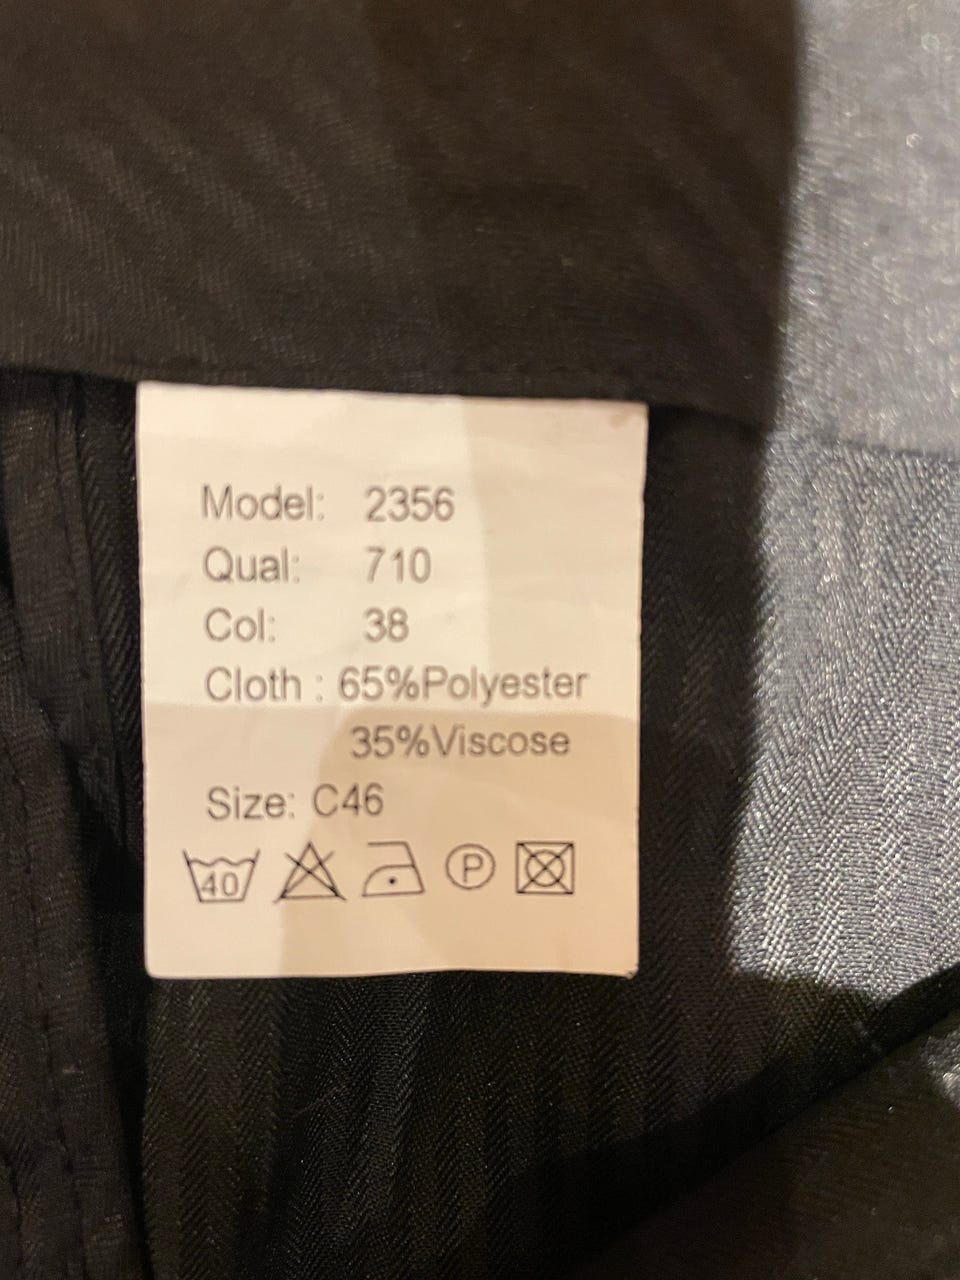 Model: 2356
Qual: 710
Col: 38
Cloth : 65%Polyester
35%Viscose
Size: C46
40 P